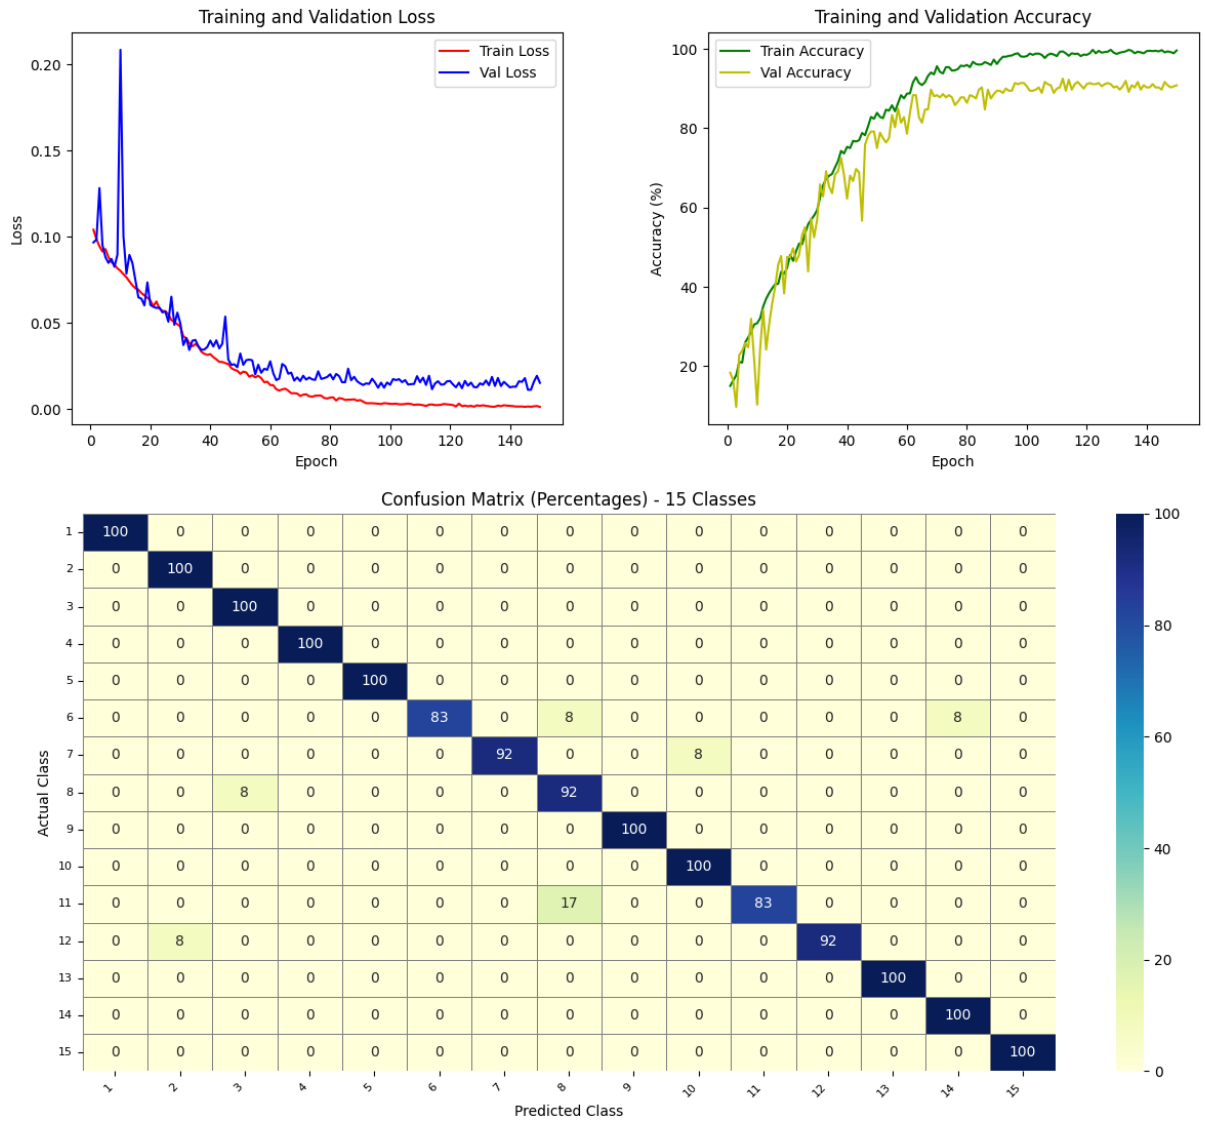 Training and Validation Loss
Train Loss
Val Loss
0.20
0.15
0.10
0.05
0.00
Loss
0 20 40 60 80 100 120 140
Epoch
Training and Validation Accuracy
Train Accuracy
Val Accuracy
100
80
60
40
20
Accuracy (%)
0 20 40 60 80 100 120 140
Epoch
Confusion Matrix (Percentages) - 15 Classes
Actual Class
1 100 0 0 0 0 0 0 0 0 0 0 0 0 0 0
2 0 100 0 0 0 0 0 0 0 0 0 0 0 0 0
3 0 0 100 0 0 0 0 0 0 0 0 0 0 0 0
4 0 0 0 100 0 0 0 0 0 0 0 0 0 0 0
5 0 0 0 0 100 0 0 0 0 0 0 0 0 0 0
6 0 0 0 0 0 83 0 8 0 0 0 0 0 8 0
7 0 0 0 0 0 0 92 0 0 8 0 0 0 0 0
8 0 0 8 0 0 0 0 92 0 0 0 0 0 0 0
9 0 0 0 0 0 0 0 0 100 0 0 0 0 0 0
10 0 0 0 0 0 0 0 0 0 100 0 0 0 0 0
11 0 0 0 0 0 0 0 17 0 0 83 0 0 0 0
12 0 8 0 0 0 0 0 0 0 0 0 92 0 0 0
13 0 0 0 0 0 0 0 0 0 0 0 0 100 0 0
14 0 0 0 0 0 0 0 0 0 0 0 0 0 100 0
15 0 0 0 0 0 0 0 0 0 0 0 0 0 0 100
1 2 3 4 5 6 7 8 9 10 11 12 13 14 15
Predicted Class
100
80
60
40
20
0